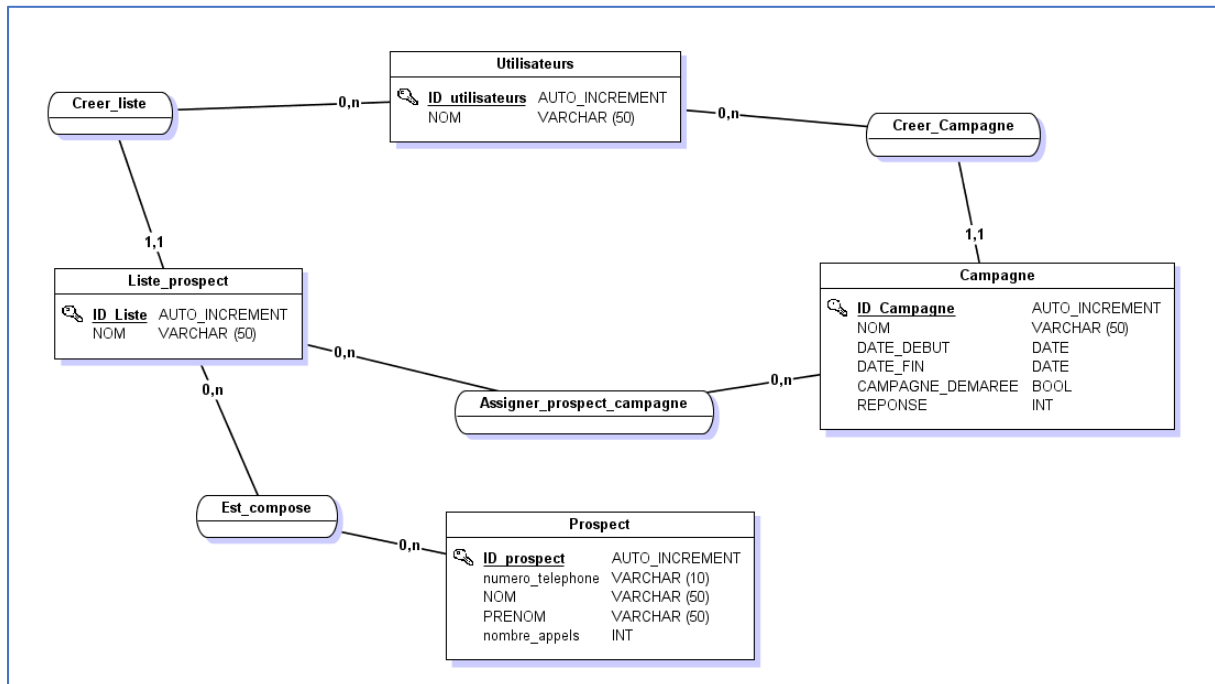 Utilisateurs
ID_utilisateurs AUTO_INCREMENT
NOM VARCHAR (50)
Creer_liste
0,n
0,n
Creer_Campagne
1,1
1,1
Liste_prospect
ID_Liste AUTO_INCREMENT
NOM VARCHAR (50)
Campagne
ID_Campagne AUTO_INCREMENT
NOM VARCHAR (50)
DATE_DEBUT DATE
DATE_FIN DATE
CAMPAGNE_DEMAREE BOOL
REPONSE INT
0,n
0,n
0,n
Assigner_prospect_campagne
Est_compose
0,n
Prospect
ID_prospect AUTO_INCREMENT
numero_telephone VARCHAR (10)
NOM VARCHAR (50)
PRENOM VARCHAR (50)
nombre_appels INT